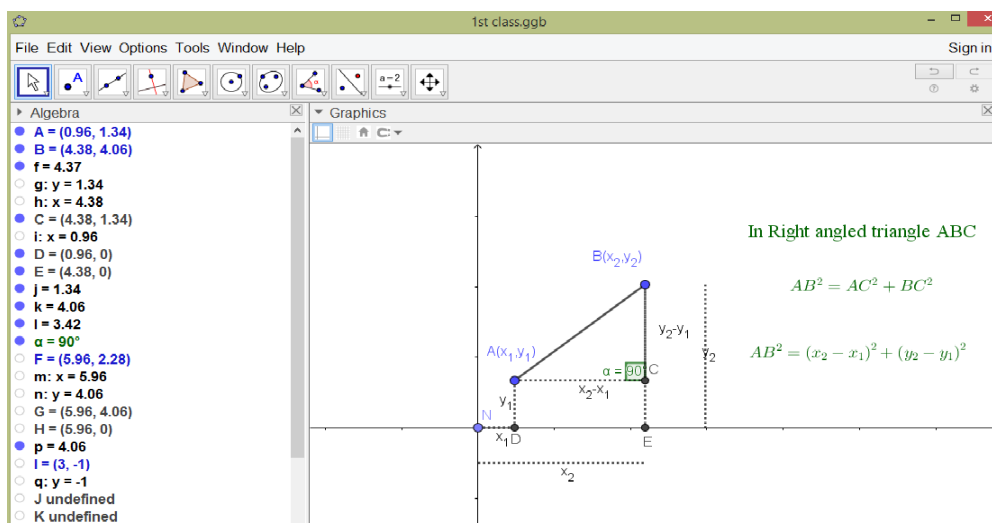 1st class.ggb
File Edit View Options Tools Window Help
Sign in
A
a=2
Algebra
Graphics
A = (0.96, 1.34)
B = (4.38, 4.06)
f = 4.37
g: y = 1.34
h: x = 4.38
C = (4.38, 1.34)
i: x = 0.96
D = (0.96, 0)
E = (4.38, 0)
j = 1.34
k = 4.06
l = 3.42
α = 90°
F = (5.96, 2.28)
m: x = 5.96
n: y = 4.06
G = (5.96, 4.06)
H = (5.96, 0)
p = 4.06
I = (3, -1)
q: y = -1
J undefined
K undefined
In Right angled triangle ABC
B(x₂,y₂)
AB² = AC² + BC²
y₂-y₁
A(x₁,y₁)
y₂
AB² = (x₂ − x₁)² + (y₂ − y₁)²
α = 90°
C
x₂-x₁
y₁
N
x₁
D
E
x₂